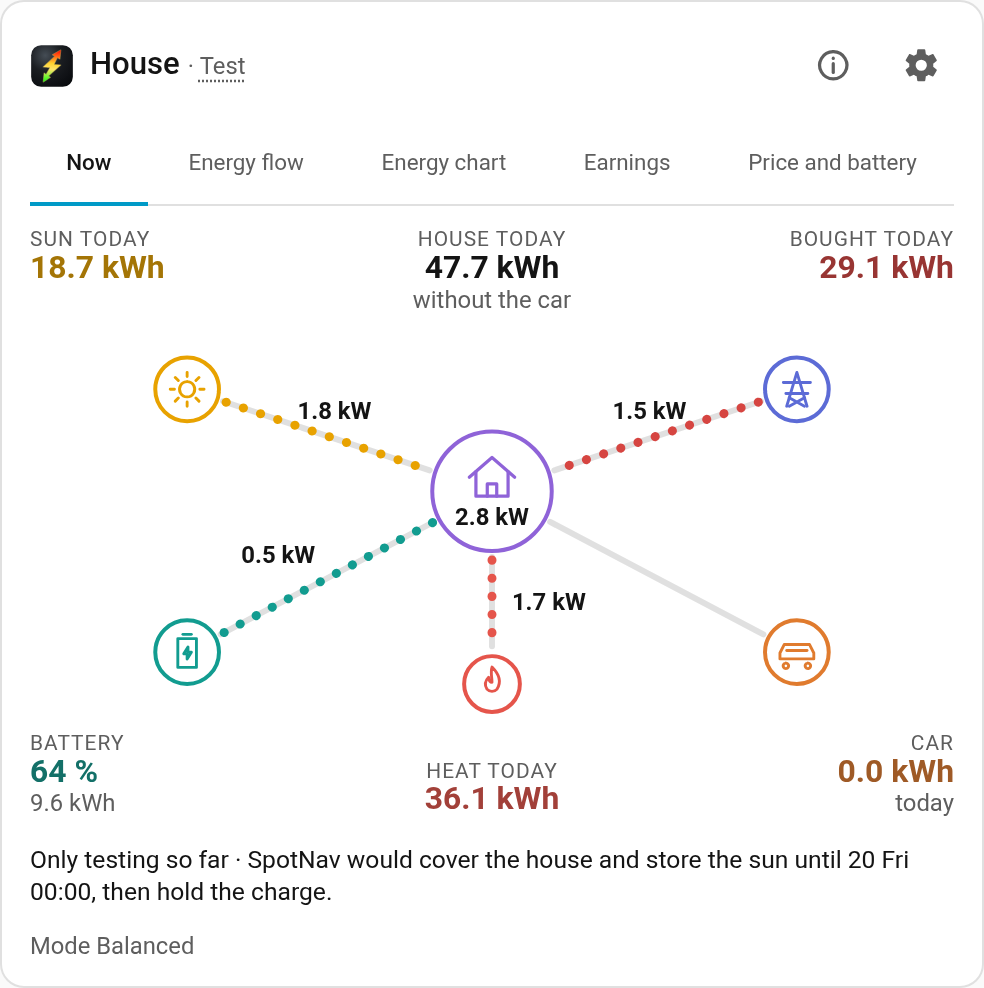 House · Test
Now
Energy flow
Energy chart
Earnings
Price and battery
SUN TODAY
18.7 kWh
HOUSE TODAY
47.7 kWh
without the car
BOUGHT TODAY
29.1 kWh
1.8 kW
1.5 kW
2.8 kW
0.5 kW
1.7 kW
BATTERY
64 %
9.6 kWh
HEAT TODAY
36.1 kWh
CAR
0.0 kWh
today
Only testing so far · SpotNav would cover the house and store the sun until 20 Fri
00:00, then hold the charge.
Mode Balanced